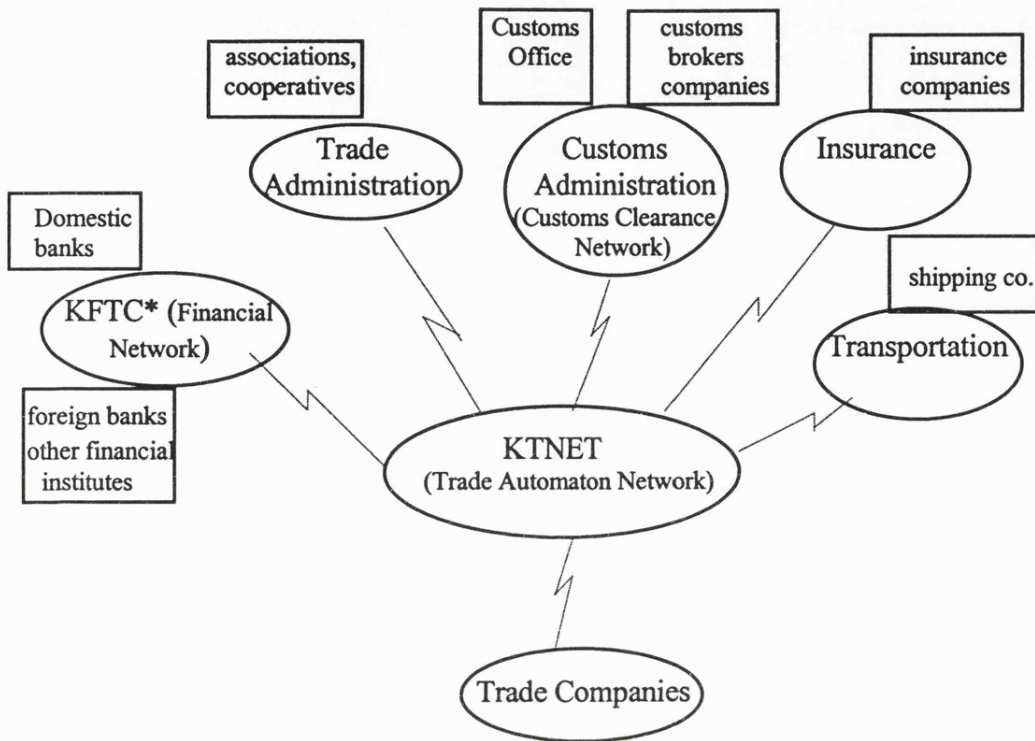 associations,
cooperatives
Trade
Administration
Customs
Office
customs
brokers
companies
Customs
Administration
(Customs Clearance
Network)
insurance
companies
Insurance
Domestic
banks
KFTC* (Financial
Network)
foreign banks
other financial
institutes
shipping co.
Transportation
KTNET
(Trade Automaton Network)
Trade Companies